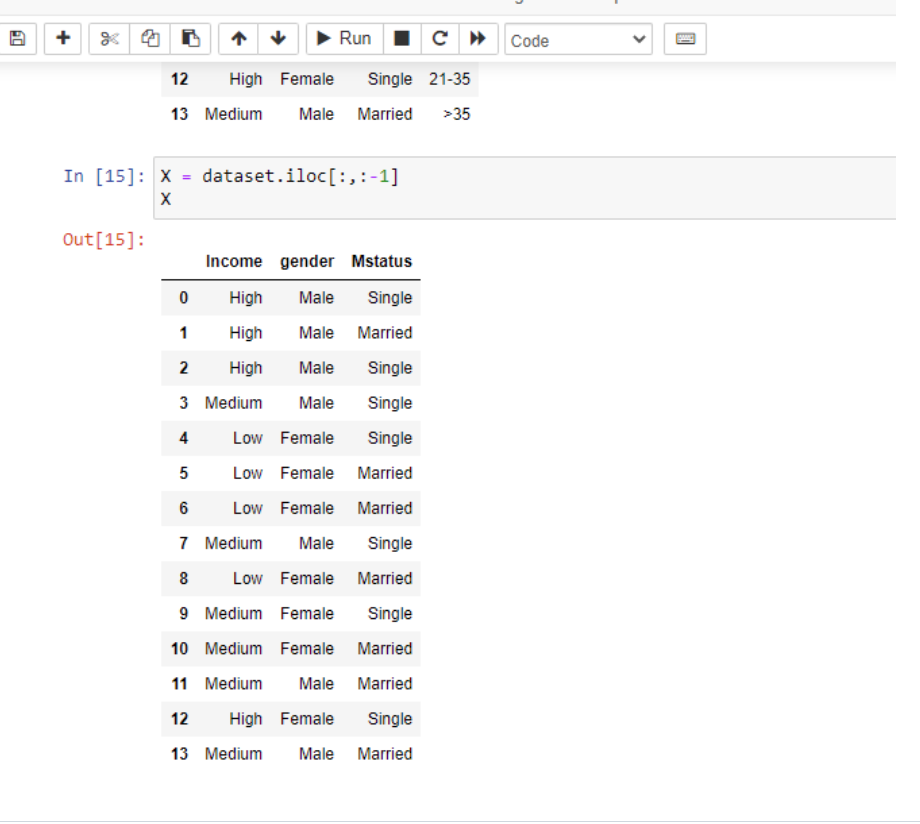 Run Code
12 High Female Single 21-35
13 Medium Male Married >35
In [15]: X = dataset.iloc[:,:-1]
X
Out[15]:
Income gender Mstatus
0 High Male Single
1 High Male Married
2 High Male Single
3 Medium Male Single
4 Low Female Single
5 Low Female Married
6 Low Female Married
7 Medium Male Single
8 Low Female Married
9 Medium Female Single
10 Medium Female Married
11 Medium Male Married
12 High Female Single
13 Medium Male Married